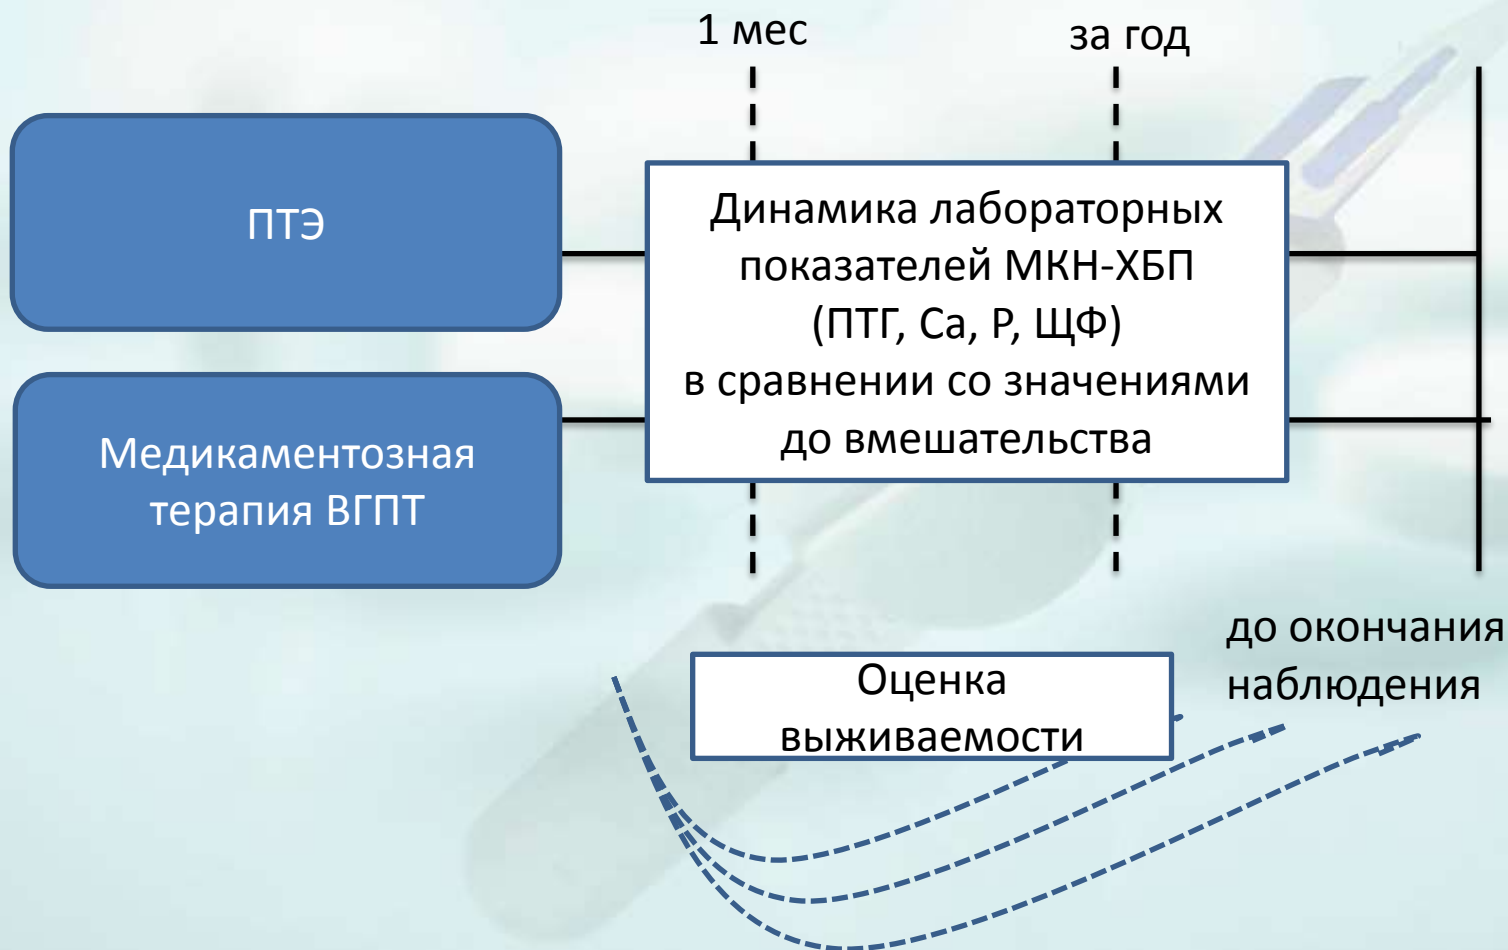 1 мес
за год
ПТЭ
Медикаментозная
терапия ВГПТ
Динамика лабораторных
показателей МКН-ХБП
(ПТГ, Ca, P, ЩФ)
в сравнении со значениями
до вмешательства
до окончания
наблюдения
Оценка
выживаемости